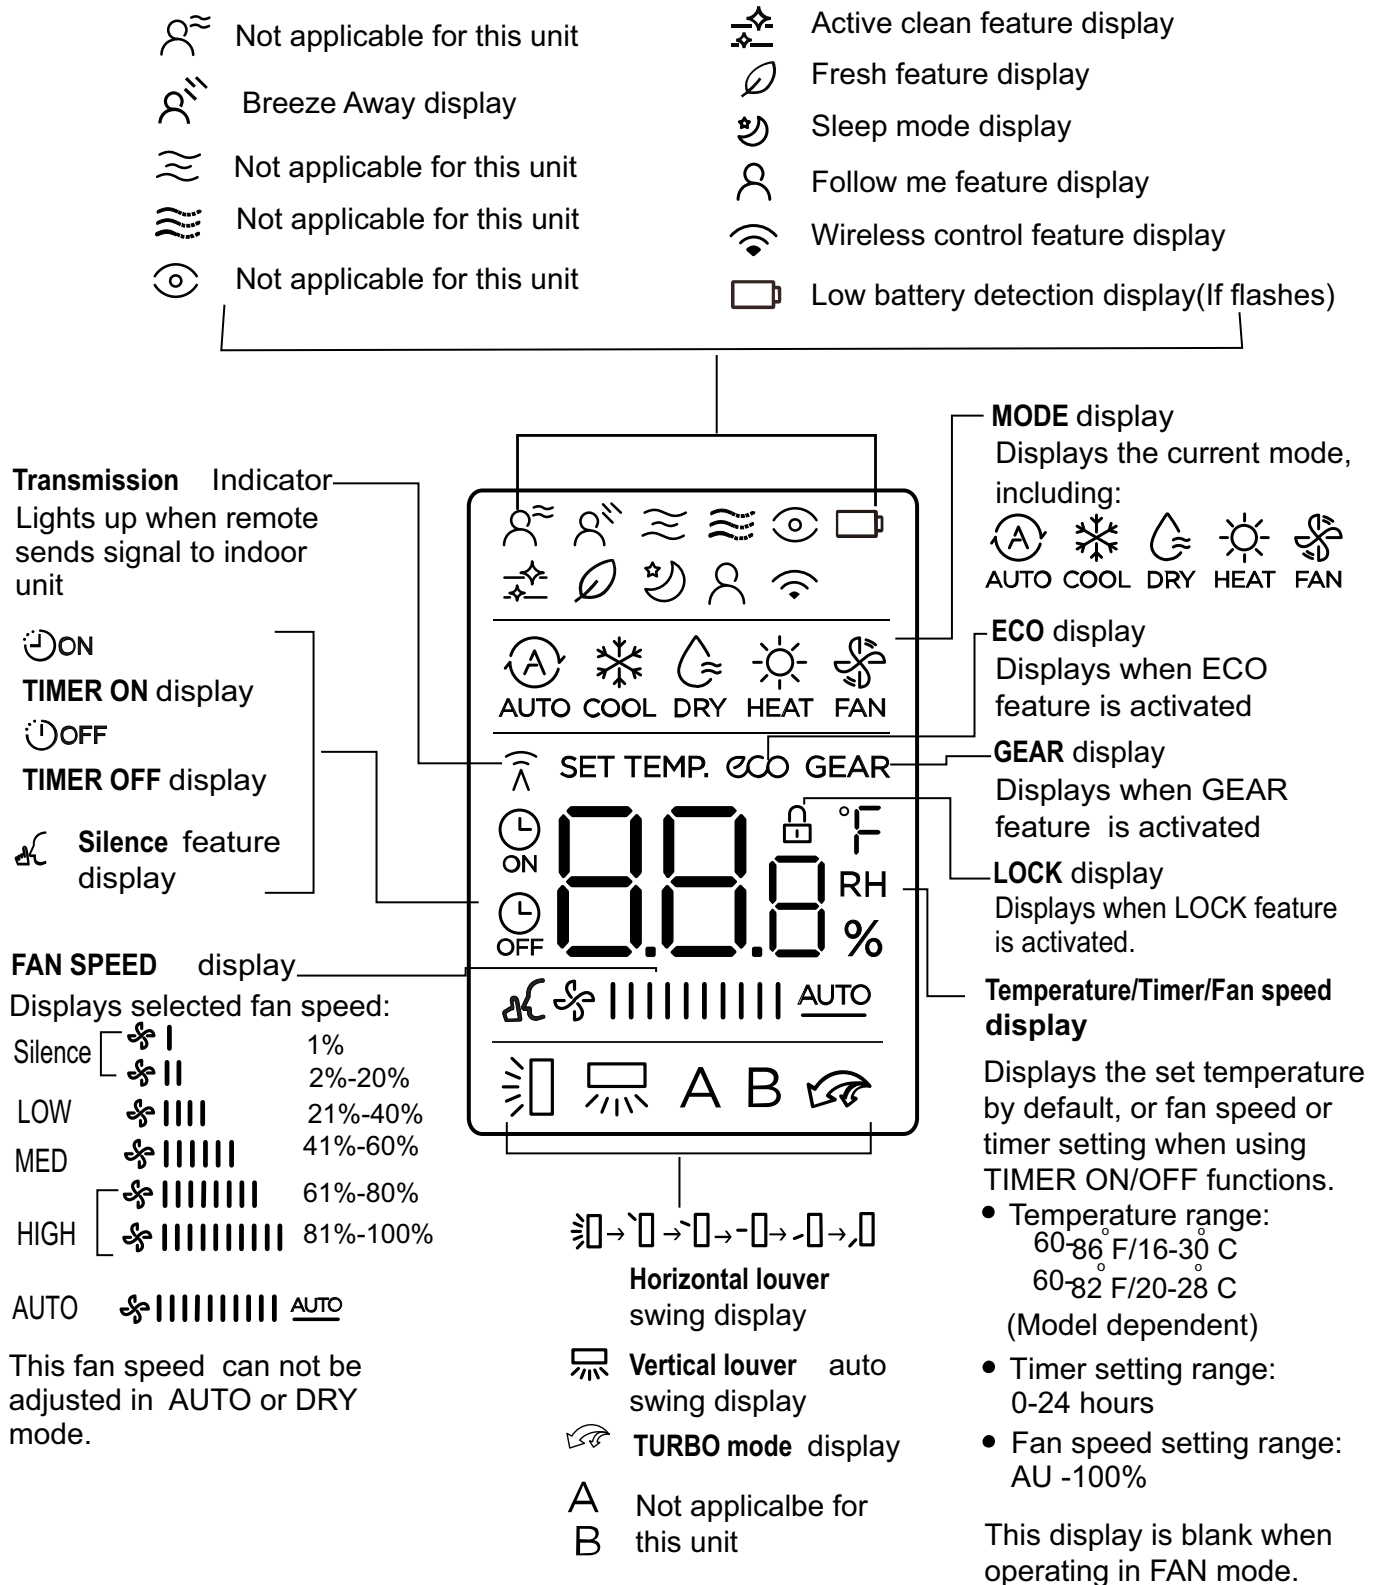 Not applicable for this unit
Breeze Away display
Not applicable for this unit
Not applicable for this unit
Not applicable for this unit
Active clean feature display
Fresh feature display
Sleep mode display
Follow me feature display
Wireless control feature display
Low battery detection display(If flashes)
Transmission Indicator
Lights up when remote
sends signal to indoor
unit
ON
TIMER ON display
OFF
TIMER OFF display
Silence feature
display
FAN SPEED display
Displays selected fan speed:
Silence
1%
2%-20%
LOW 21%-40%
MED 41%-60%
61%-80%
HIGH 81%-100%
AUTO AUTO
This fan speed can not be
adjusted in AUTO or DRY
mode.
A
AUTO COOL DRY HEAT FAN
SET TEMP. eco GEAR
ON
OFF
88.8
°F
RH
%
AUTO
A B
Horizontal louver
swing display
Vertical louver auto
swing display
TURBO mode display
A
B
Not applicalbe for
this unit
MODE display
Displays the current mode,
including:
A
AUTO COOL DRY HEAT FAN
ECO display
Displays when ECO
feature is activated
GEAR display
Displays when GEAR
feature is activated
LOCK display
Displays when LOCK feature
is activated.
Temperature/Timer/Fan speed
display
Displays the set temperature
by default, or fan speed or
timer setting when using
TIMER ON/OFF functions.
• Temperature range:
60-86°F/16-30°C
60-82°F/20-28°C
(Model dependent)
• Timer setting range:
0-24 hours
• Fan speed setting range:
AU -100%
This display is blank when
operating in FAN mode.